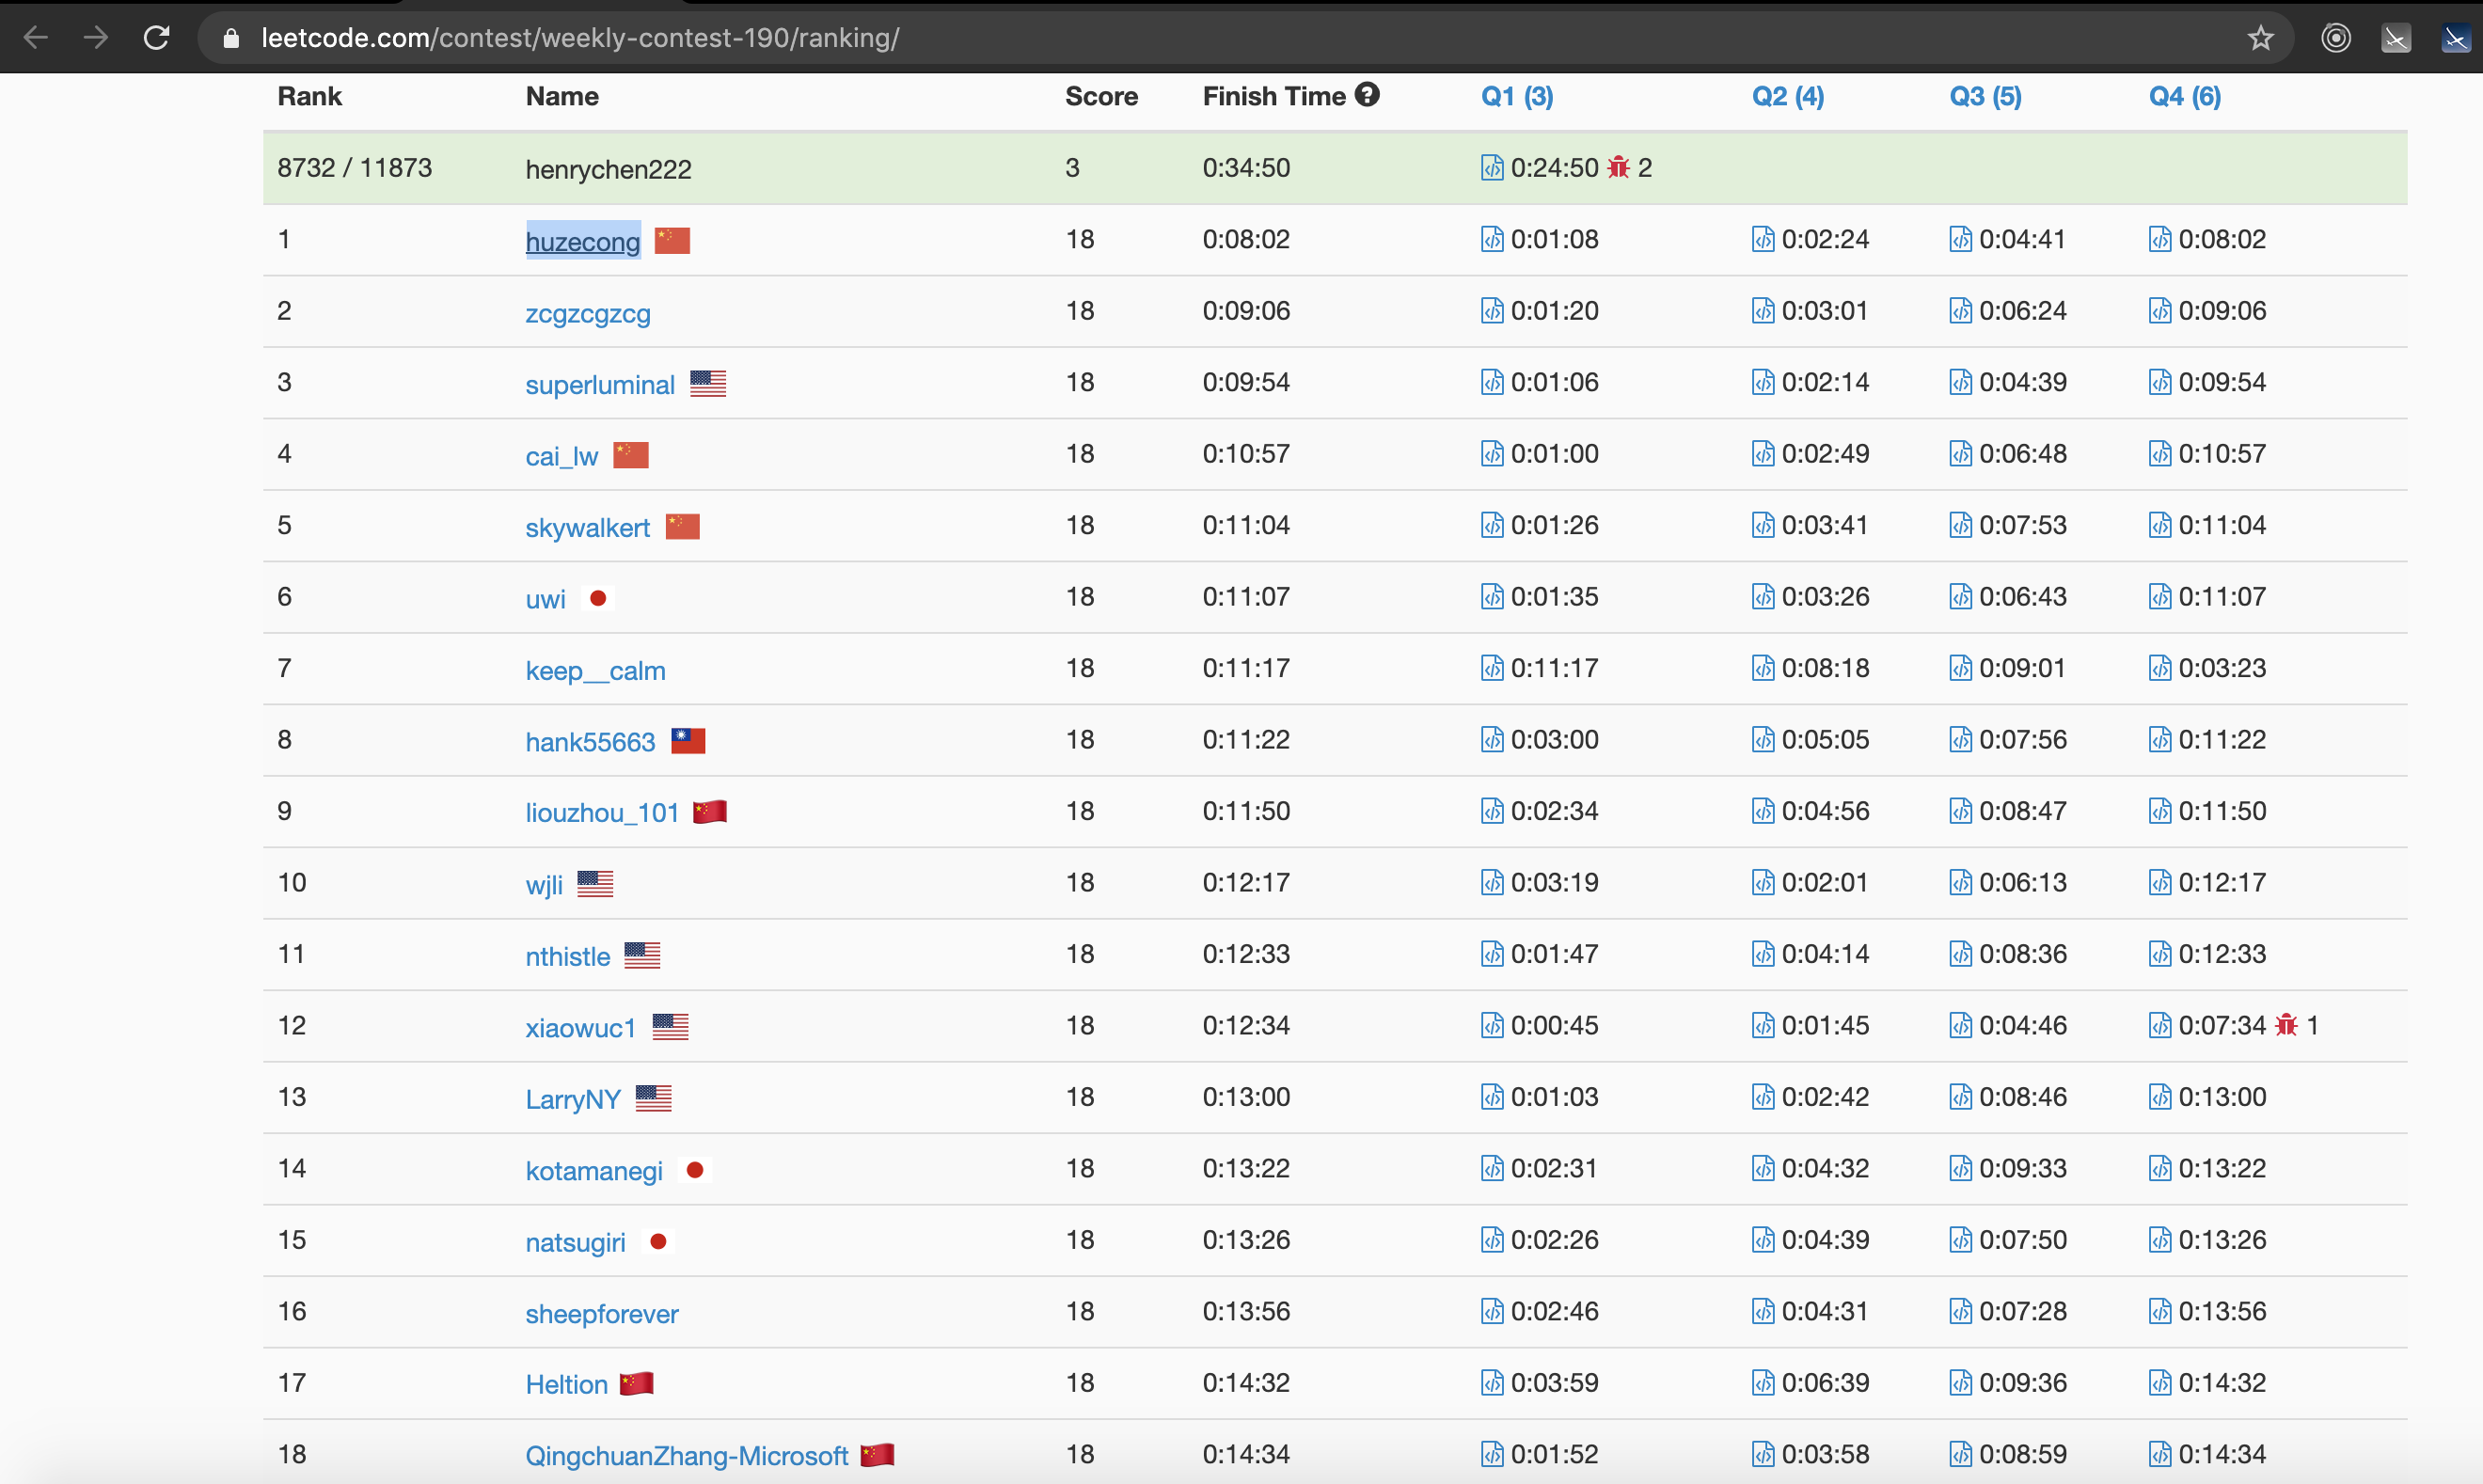 leetcode.com/contest/weekly-contest-190/ranking/
Rank Name Score Finish Time ? Q1 (3) Q2 (4) Q3 (5) Q4 (6)
8732 / 11873 henrychen222 3 0:34:50 0:24:50 2
1 huzecong 18 0:08:02 0:01:08 0:02:24 0:04:41 0:08:02
2 zcgzcgzcg 18 0:09:06 0:01:20 0:03:01 0:06:24 0:09:06
3 superluminal 18 0:09:54 0:01:06 0:02:14 0:04:39 0:09:54
4 cai_lw 18 0:10:57 0:01:00 0:02:49 0:06:48 0:10:57
5 skywalkert 18 0:11:04 0:01:26 0:03:41 0:07:53 0:11:04
6 uwi 18 0:11:07 0:01:35 0:03:26 0:06:43 0:11:07
7 keep__calm 18 0:11:17 0:11:17 0:08:18 0:09:01 0:03:23
8 hank55663 18 0:11:22 0:03:00 0:05:05 0:07:56 0:11:22
9 liouzhou_101 18 0:11:50 0:02:34 0:04:56 0:08:47 0:11:50
10 wjli 18 0:12:17 0:03:19 0:02:01 0:06:13 0:12:17
11 nthistle 18 0:12:33 0:01:47 0:04:14 0:08:36 0:12:33
12 xiaowuc1 18 0:12:34 0:00:45 0:01:45 0:04:46 0:07:34 1
13 LarryNY 18 0:13:00 0:01:03 0:02:42 0:08:46 0:13:00
14 kotamanegi 18 0:13:22 0:02:31 0:04:32 0:09:33 0:13:22
15 natsugiri 18 0:13:26 0:02:26 0:04:39 0:07:50 0:13:26
16 sheepforever 18 0:13:56 0:02:46 0:04:31 0:07:28 0:13:56
17 Heltion 18 0:14:32 0:03:59 0:06:39 0:09:36 0:14:32
18 QingchuanZhang-Microsoft 18 0:14:34 0:01:52 0:03:58 0:08:59 0:14:34